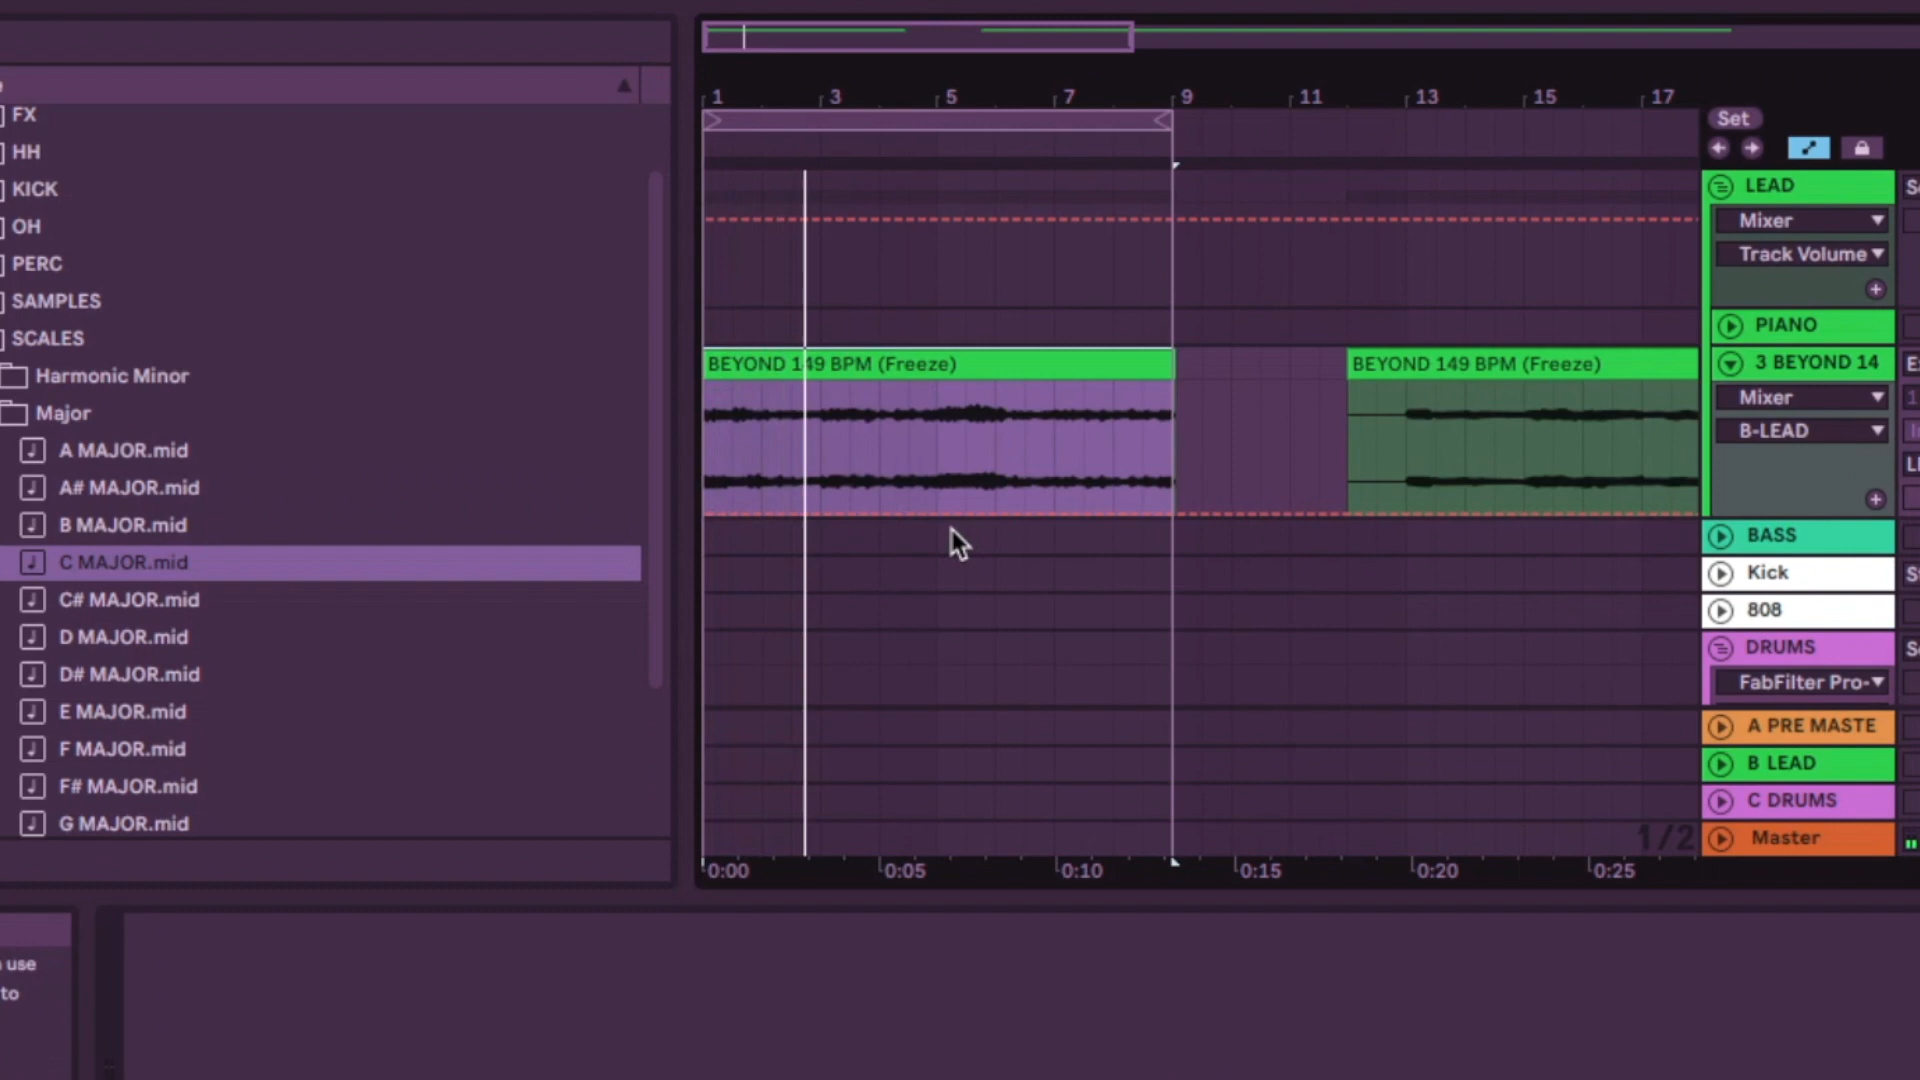 FX
HH
KICK
OH
PERC
SAMPLES
SCALES
Harmonic Minor
Major
A MAJOR.mid
A# MAJOR.mid
B MAJOR.mid
C MAJOR.mid
C# MAJOR.mid
D MAJOR.mid
D# MAJOR.mid
E MAJOR.mid
F MAJOR.mid
F# MAJOR.mid
G MAJOR.mid
use
to
1 3 5 7 9 11 13 15 17
BEYOND 149 BPM (Freeze)
BEYOND 149 BPM (Freeze)
1/2
0:00 0:05 0:10 0:15 0:20 0:25
Set
LEAD
Mixer
Track Volume
PIANO
3 BEYOND 14
Mixer
B-LEAD
BASS
Kick
808
DRUMS
FabFilter Pro-
A PRE MASTE
B LEAD
C DRUMS
Master